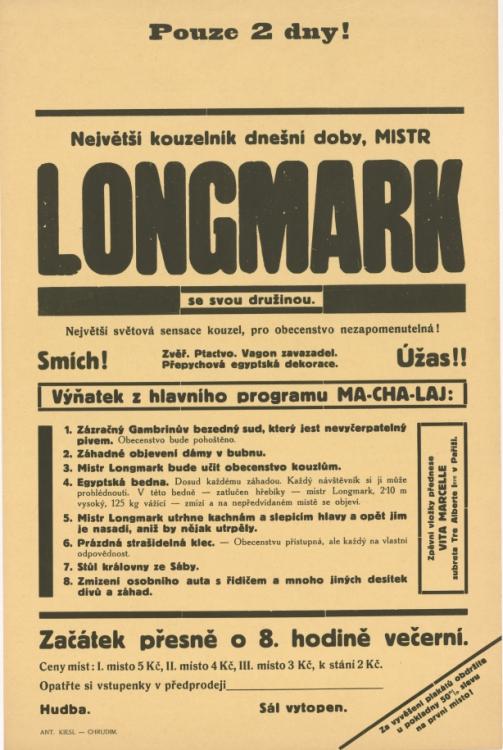 Pouze 2 dny!
Největší kouzelník dnešní doby, MISTR
LONGMARK
se svou družinou.
Největší světová sensace kouzel, pro obecenstvo nezapomenutelná!
Smích!
Zvěř. Ptactvo. Vagon zavazadel.
Přepychová egyptská dekorace.
Úžas!!
Výňatek z hlavního programu MA-CHA-LAJ:
1. Zázračný Gambrinův bezedný sud, který jest nevyčerpatelný
pivem. Obecenstvo bude pohoštěno.
2. Záhadné objevení dámy v bubnu.
3. Mistr Longmark bude učit obecenstvo kouzlům.
4. Egyptská bedna. Dosud každému záhadou. Každý návštěvník si ji může
prohlédnouti. V této bedně — zatlučen hřebíky — mistr Longmark, 2·10 m
vysoký, 125 kg vážící — zmizí a na nepředvídaném místě se objeví.
5. Mistr Longmark utrhne kachnám a slepicím hlavy a opět jim
je nasadí, aniž by nějak utrpěly.
6. Prázdná strašidelná klec. — Obecenstvu přístupná, ale každý na vlastní
odpovědnost.
7. Stůl královny ze Sáby.
8. Zmizení osobního auta s řidičem a mnoho jiných desítek
divů a záhad.
Zpěvní vložky přednese
VITA MARCELLE
subreta Tre Alberte I=== v Paříži.
Začátek přesně o 8. hodině večerní.
Ceny míst: I. místo 5 Kč, II. místo 4 Kč, III. místo 3 Kč, k stání 2 Kč.
Opatřte si vstupenky v předprodeji
Hudba.
Sál vytopen.
Za vyvěšení plakátů obdržíte
u pokladny 50% slevu
na první místo!
ANT. KIESL — CHRUDIM.